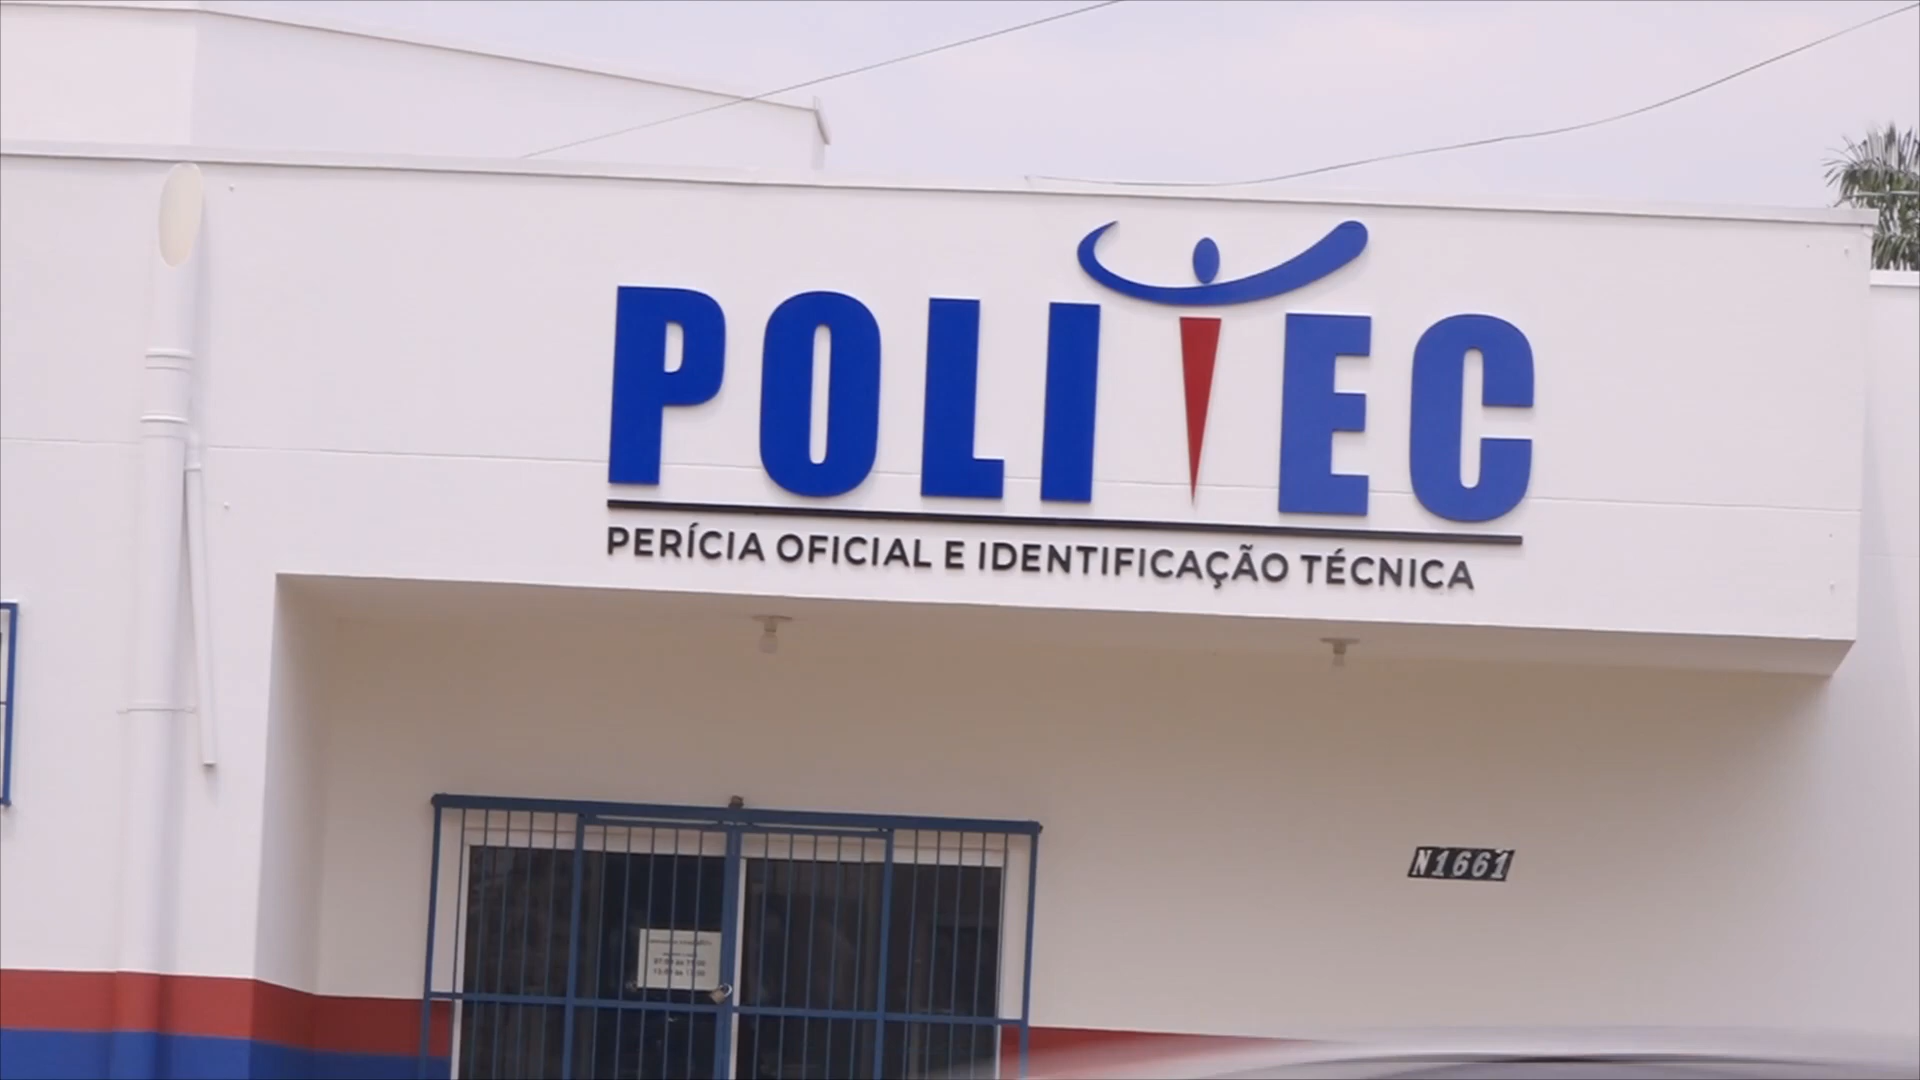 POLITEC
PERÍCIA OFICIAL E IDENTIFICAÇÃO TÉCNICA
N1661